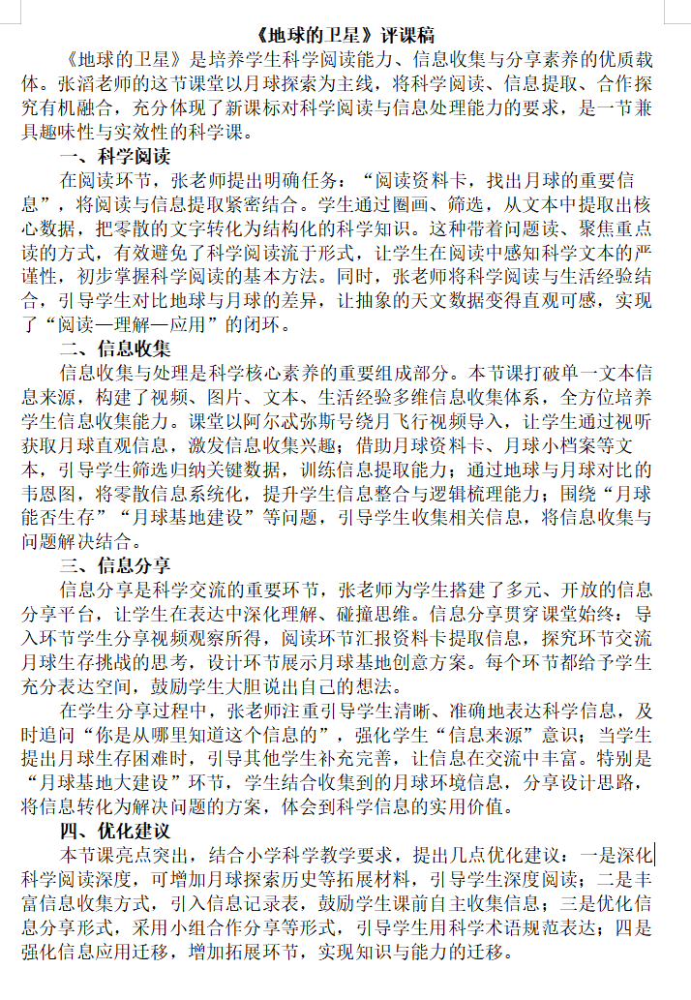 《地球的卫星》评课稿
《地球的卫星》是培养学生科学阅读能力、信息收集与分享素养的优质载
体。张滔老师的这节课堂以月球探索为主线，将科学阅读、信息提取、合作探
究有机融合，充分体现了新课标对科学阅读与信息处理能力的要求，是一节兼
具趣味性与实效性的科学课。
一、科学阅读
在阅读环节，张老师提出明确任务：“阅读资料卡，找出月球的重要信
息”，将阅读与信息提取紧密结合。学生通过圈画、筛选，从文本中提取出核
心数据，把零散的文字转化为结构化的科学知识。这种带着问题读、聚焦重点
读的方式，有效避免了科学阅读流于形式，让学生在阅读中感知科学文本的严
谨性，初步掌握科学阅读的基本方法。同时，张老师将科学阅读与生活经验结
合，引导学生对比地球与月球的差异，让抽象的天文数据变得直观可感，实现
了“阅读—理解—应用”的闭环。
二、信息收集
信息收集与处理是科学核心素养的重要组成部分。本节课打破单一文本信
息来源，构建了视频、图片、文本、生活经验多维信息收集体系，全方位培养
学生信息收集能力。课堂以阿尔忒弥斯号绕月飞行视频导入，让学生通过视听
获取月球直观信息，激发信息收集兴趣；借助月球资料卡、月球小档案等文
本，引导学生筛选归纳关键数据，训练信息提取能力；通过地球与月球对比的
韦恩图，将零散信息系统化，提升学生信息整合与逻辑梳理能力；围绕“月球
能否生存”“月球基地建设”等问题，引导学生收集相关信息，将信息收集与
问题解决结合。
三、信息分享
信息分享是科学交流的重要环节，张老师为学生搭建了多元、开放的信息
分享平台，让学生在表达中深化理解、碰撞思维。信息分享贯穿课堂始终：导
入环节学生分享视频观察所得，阅读环节汇报资料卡提取信息，探究环节交流
月球生存挑战的思考，设计环节展示月球基地创意方案。每个环节都给予学生
充分表达空间，鼓励学生大胆说出自己的想法。
在学生分享过程中，张老师注重引导学生清晰、准确地表达科学信息，及
时追问“你是从哪里知道这个信息的”，强化学生“信息来源”意识；当学生
提出月球生存困难时，引导其他学生补充完善，让信息在交流中丰富。特别是
“月球基地大建设”环节，学生结合收集到的月球环境信息，分享设计思路，
将信息转化为解决问题的方案，体会到科学信息的实用价值。
四、优化建议
本节课亮点突出，结合小学科学教学要求，提出几点优化建议：一是深化
科学阅读深度，可增加月球探索历史等拓展材料，引导学生深度阅读；二是丰
富信息收集方式，引入信息记录表，鼓励学生课前自主收集信息；三是优化信
息分享形式，采用小组合作分享等形式，引导学生用科学术语规范表达；四是
强化信息应用迁移，增加拓展环节，实现知识与能力的迁移。